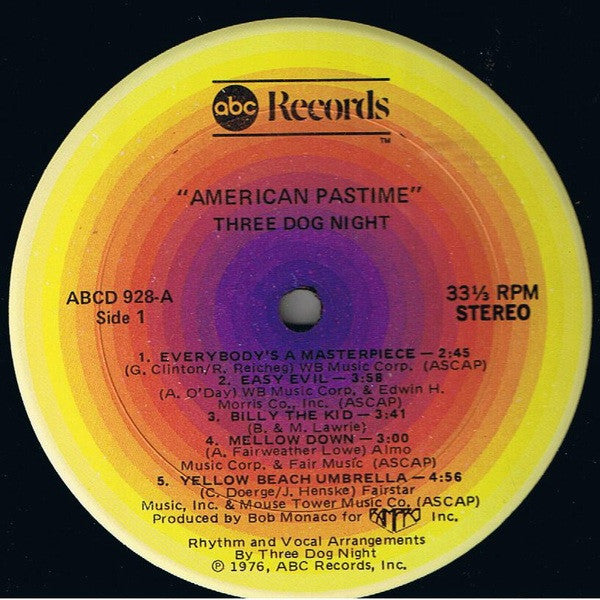 abc Records
TM
"AMERICAN PASTIME"
THREE DOG NIGHT
ABCD 928-A
Side 1
33⅓ RPM
STEREO
1. EVERYBODY'S A MASTERPIECE — 2:45
(G. Clinton/R. Reicheg) WB Music Corp. (ASCAP)
2. EASY EVIL — 3:58
(A. O'Day) WB Music Corp. & Edwin H.
Morris Co., Inc. (ASCAP)
3. BILLY THE KID — 3:41
(B. & M. Lawrie)
4. MELLOW DOWN — 3:00
(A. Fairweather Lowe) Almo
Music Corp. & Fair Music (ASCAP)
5. YELLOW BEACH UMBRELLA — 4:56
(C. Doerge/J. Henske) Fairstar
Music, Inc. & Mouse Tower Music Co. (ASCAP)
Produced by Bob Monaco for Inc.
Rhythm and Vocal Arrangements
By Three Dog Night
℗ 1976, ABC Records, Inc.